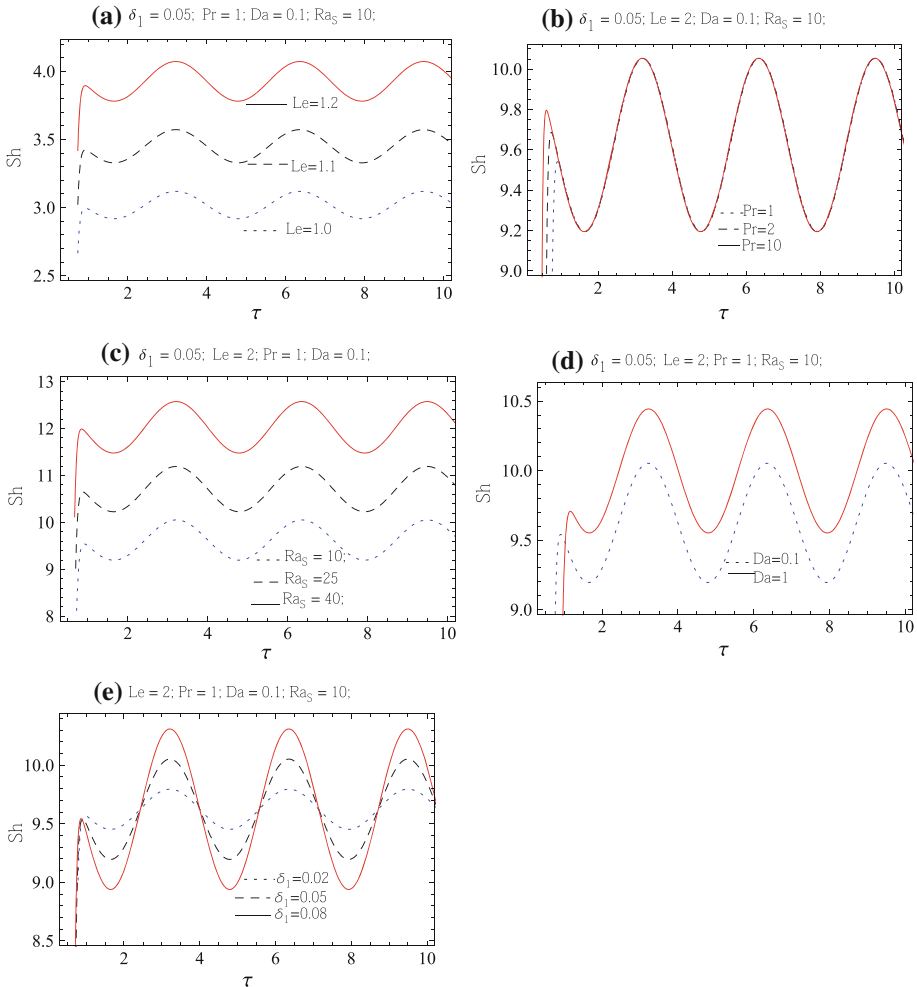 (a) δ1 = 0.05; Pr = 1; Da = 0.1; RaS = 10;
4.0
3.5
3.0
2.5
Sh
Le=1.2
Le=1.1
Le=1.0
2 4 6 8 10
τ
(b) δ1 = 0.05; Le = 2; Da = 0.1; RaS = 10;
10.0
9.8
9.6
9.4
9.2
9.0
Sh
Pr=1
Pr=2
Pr=10
2 4 6 8 10
τ
(c) δ1 = 0.05; Le = 2; Pr = 1; Da = 0.1;
13
12
11
10
9
8
Sh
RaS = 10;
RaS =25
RaS = 40;
2 4 6 8 10
τ
(d) δ1 = 0.05; Le = 2; Pr = 1; RaS = 10;
10.5
10.0
9.5
9.0
Sh
Da=0.1
Da=1
2 4 6 8 10
τ
(e) Le = 2; Pr = 1; Da = 0.1; RaS = 10;
10.0
9.5
9.0
8.5
Sh
δ1=0.02
δ1=0.05
δ1=0.08
2 4 6 8 10
τ